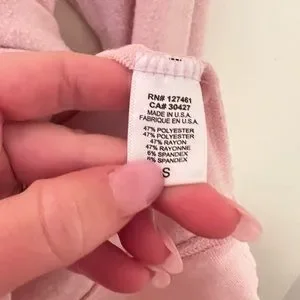 RN# 127461
CA# 30427
MADE IN U.S.A.
FABRIQUE EN U.S.A.
47% POLYESTER
47% POLYESTER
47% RAYON
47% RAYONNE
6% SPANDEX
6% SPANDEX
S